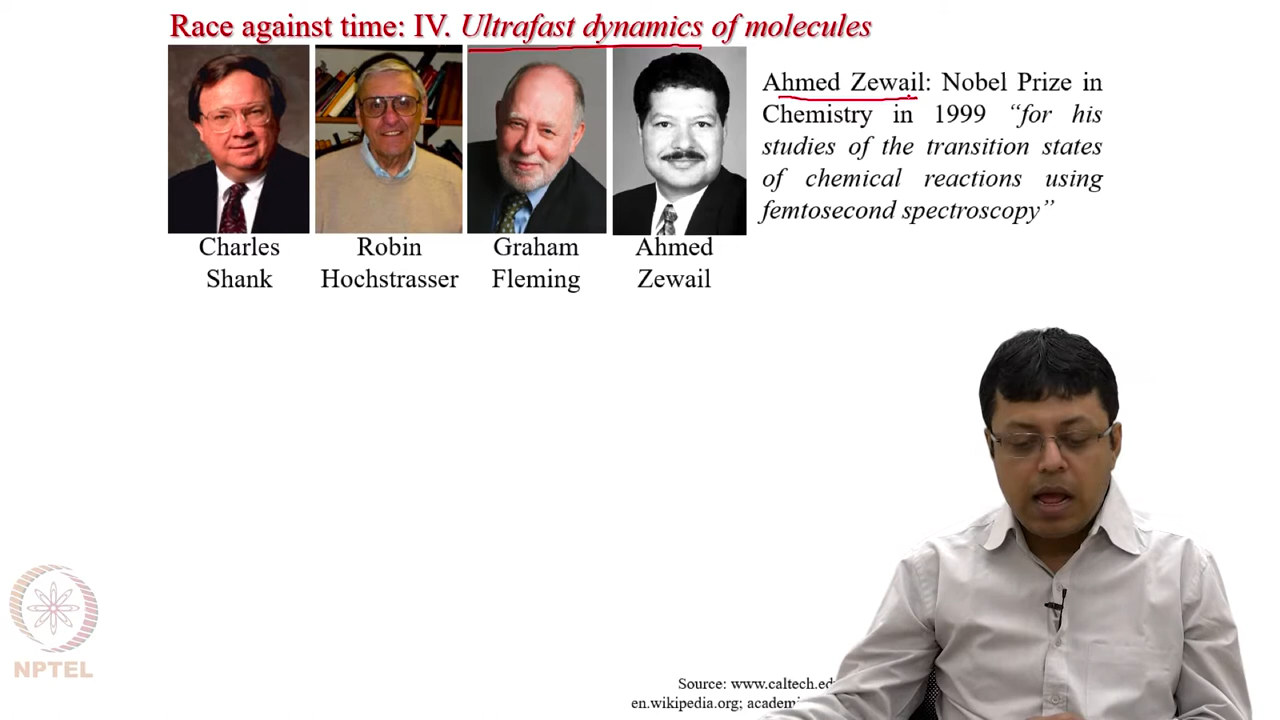 Race against time: IV. Ultrafast dynamics of molecules
Charles
Shank
Robin
Hochstrasser
Graham
Fleming
Ahmed
Zewail
Ahmed Zewail: Nobel Prize in
Chemistry in 1999 “for his
studies of the transition states
of chemical reactions using
femtosecond spectroscopy”
NPTEL
Source: www.caltech.ed
en.wikipedia.org; academi